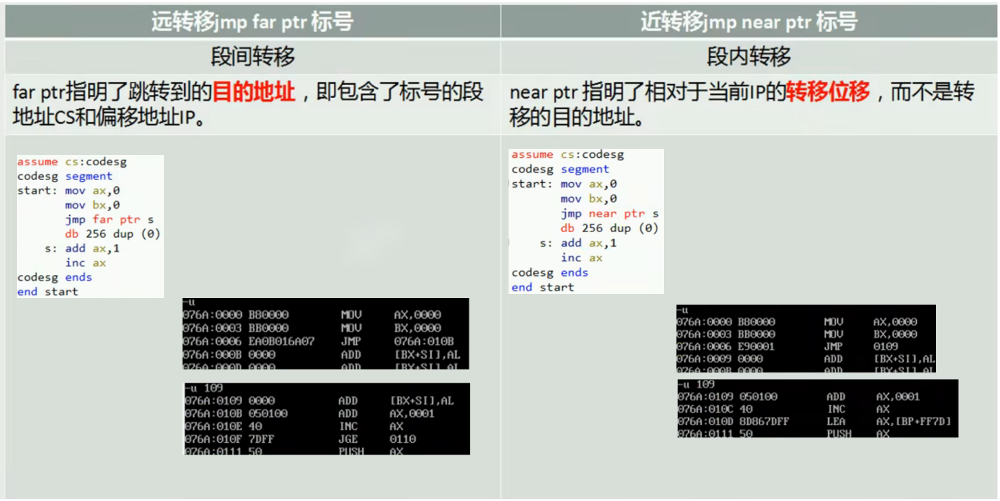 远转移jmp far ptr 标号
近转移jmp near ptr 标号
段间转移
段内转移
far ptr指明了跳转到的目的地址，即包含了标号的段
地址CS和偏移地址IP。
near ptr 指明了相对于当前IP的转移位移，而不是转
移的目的地址。
assume cs:codesg
codesg segment
start: mov ax,0
mov bx,0
jmp far ptr s
db 256 dup (0)
s: add ax,1
inc ax
codesg ends
end start
-u
076A:0000 B80000 MOV AX,0000
076A:0003 BB0000 MOV BX,0000
076A:0006 EA0B016A07 JMP 076A:010B
076A:000B 0000 ADD [BX+SI],AL
076A:000D 0000 ADD [BX+SI],AL
-u 109
076A:0109 0000 ADD [BX+SI],AL
076A:010B 050100 ADD AX,0001
076A:010E 40 INC AX
076A:010F 7DFF JGE 0110
076A:0111 50 PUSH AX
assume cs:codesg
codesg segment
start: mov ax,0
mov bx,0
jmp near ptr s
db 256 dup (0)
s: add ax,1
inc ax
codesg ends
end start
-u
076A:0000 B80000 MOV AX,0000
076A:0003 BB0000 MOV BX,0000
076A:0006 E90001 JMP 0109
076A:0009 0000 ADD [BX+SI],AL
076A:000B 0000 ADD [BX+SI],AL
-u 109
076A:0109 050100 ADD AX,0001
076A:010C 40 INC AX
076A:010D 8D867DFF LEA AX,[BP+FF7D]
076A:0111 50 PUSH AX